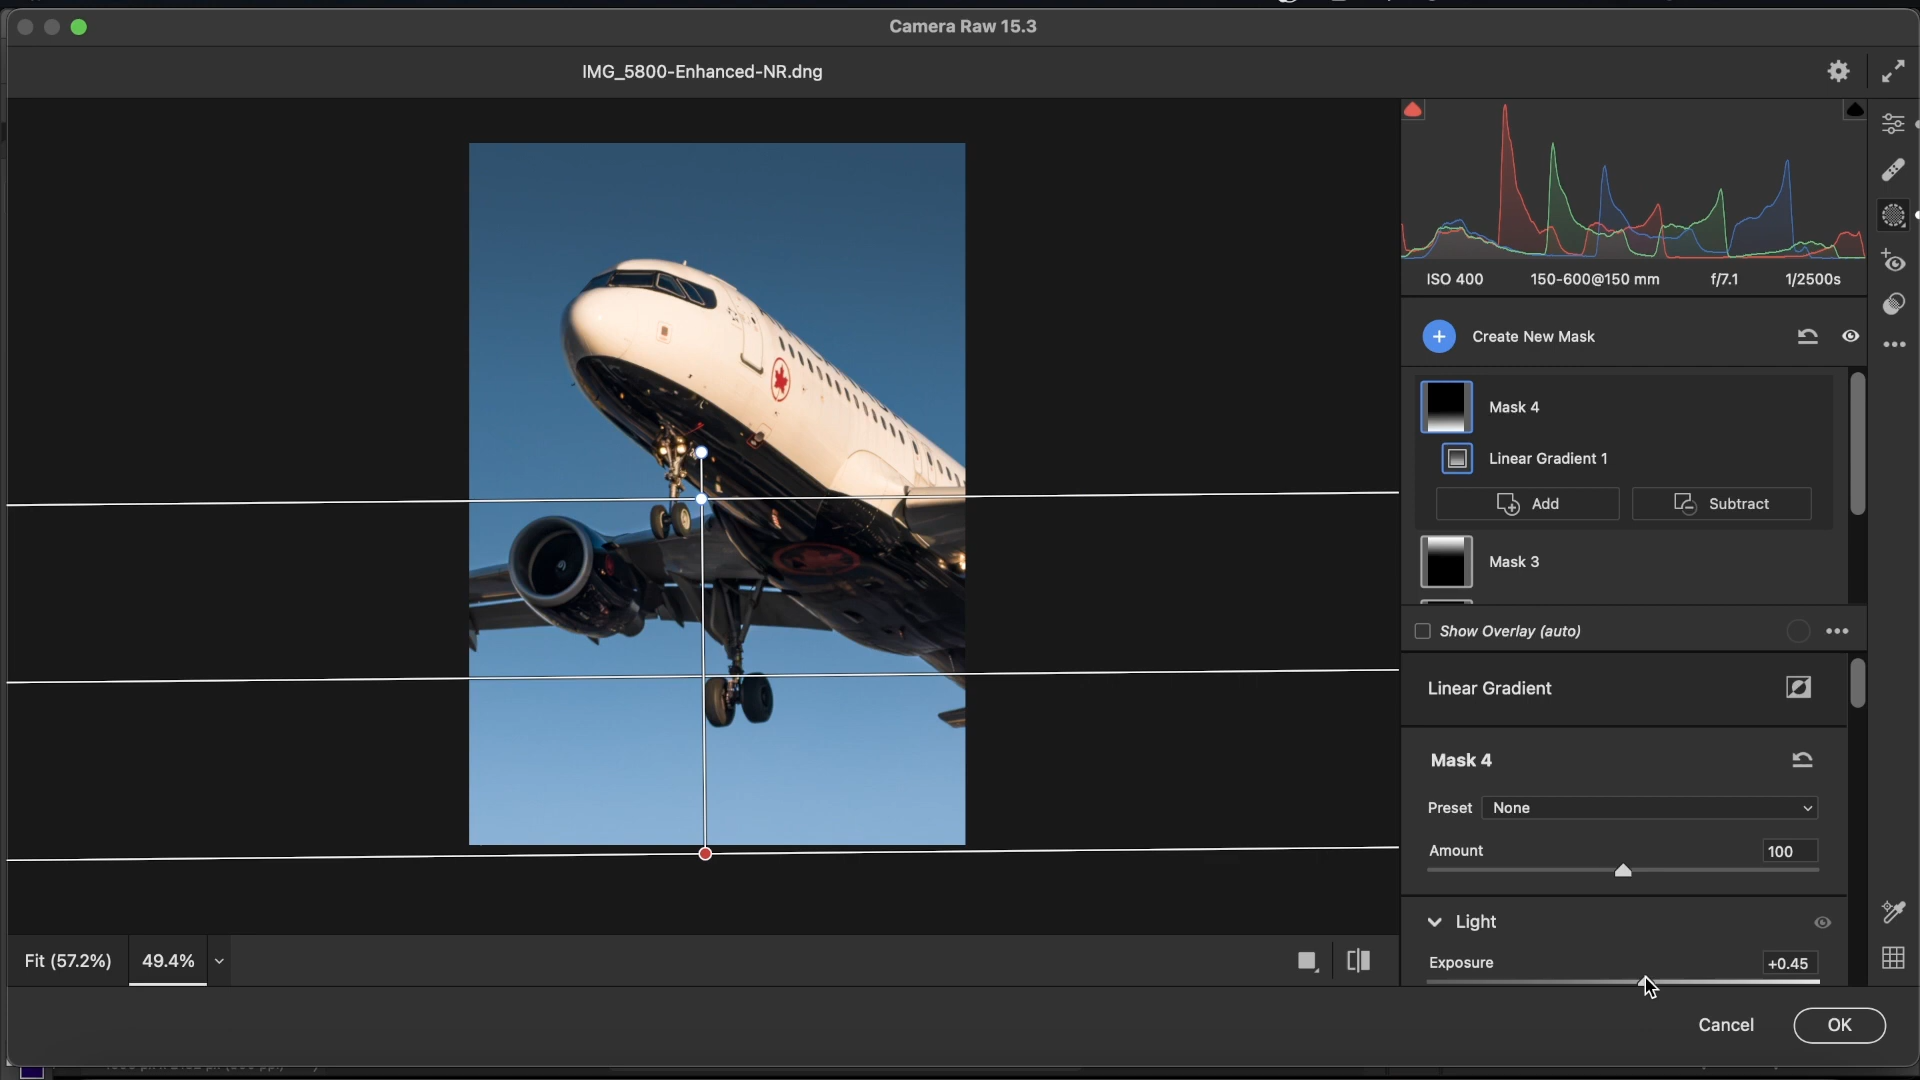 Camera Raw 15.3
IMG_5800-Enhanced-NR.dng
ISO 400 150-600@150 mm f/7.1 1/2500s
Create New Mask
Mask 4
Linear Gradient 1
Add Subtract
Mask 3
Show Overlay (auto)
Linear Gradient
Mask 4
Preset None
Amount 100
Light
Exposure +0.45
Fit (57.2%) 49.4%
Cancel OK